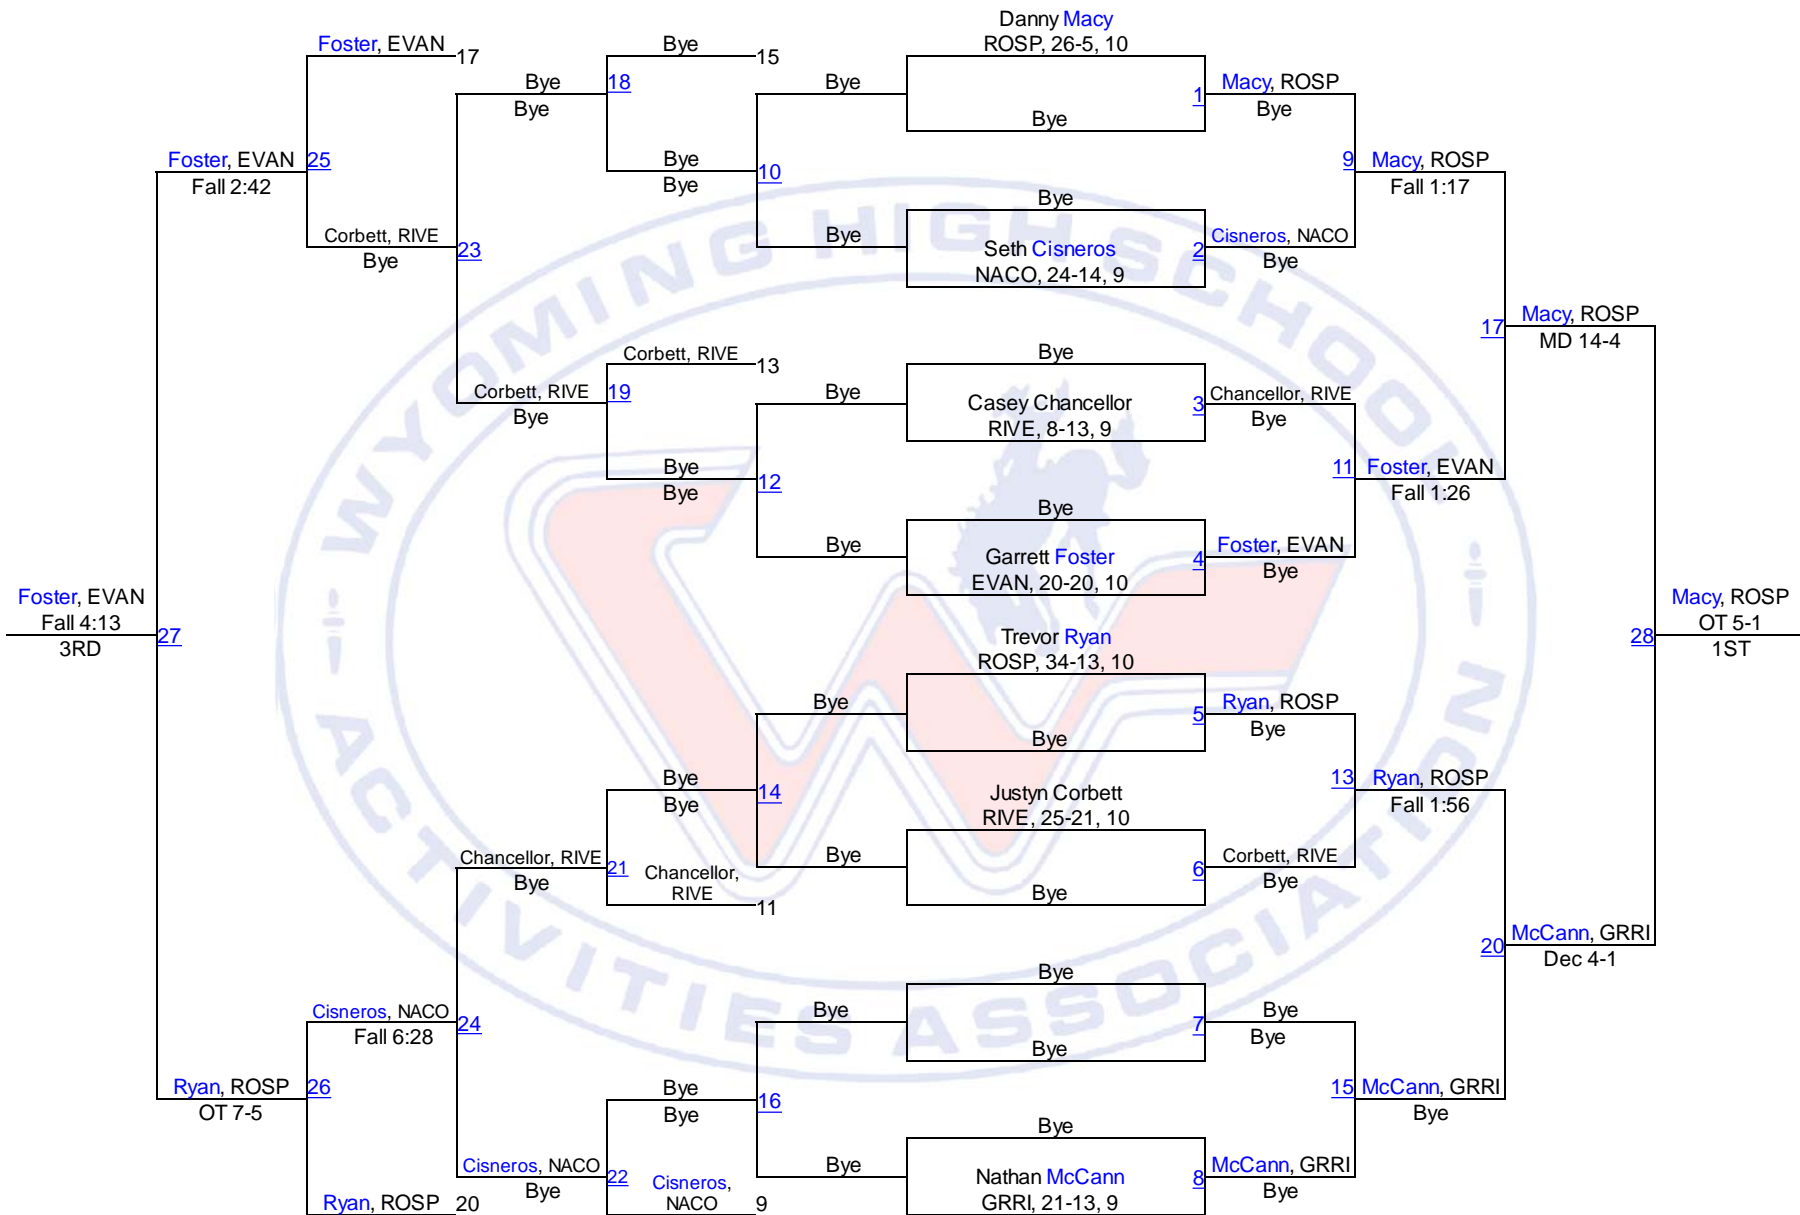 Danny Macy
ROSP, 26-5, 10
Foster, EVAN
17
Bye
15
Bye
18
Bye
Bye
1
Macy, ROSP
Bye
Bye
Foster, EVAN
25
Fall 2:42
Bye
10
Bye
9
Macy, ROSP
Fall 1:17
Bye
Corbett, RIVE
23
Bye
Bye
Seth Cisneros
NACO, 24-14, 9
2
Cisneros, NACO
Bye
17
Macy, ROSP
MD 14-4
Corbett, RIVE
13
Bye
Corbett, RIVE
19
Bye
Bye
Casey Chancellor
RIVE, 8-13, 9
3
Chancellor, RIVE
Bye
Bye
12
Bye
11
Foster, EVAN
Fall 1:26
Bye
Bye
Garrett Foster
EVAN, 20-20, 10
4
Foster, EVAN
Bye
Foster, EVAN
Fall 4:13
27
3RD
28
Macy, ROSP
OT 5-1
1ST
Trevor Ryan
ROSP, 34-13, 10
Bye
Bye
5
Ryan, ROSP
Bye
Bye
14
Bye
13
Ryan, ROSP
Fall 1:56
Justyn Corbett
RIVE, 25-21, 10
Chancellor, RIVE
21
Bye
Chancellor,
RIVE
11
Bye
Bye
6
Corbett, RIVE
Bye
20
McCann, GRRI
Dec 4-1
Bye
Cisneros, NACO
24
Fall 6:28
Bye
Bye
7
Bye
Bye
Ryan, ROSP
26
OT 7-5
Bye
16
Bye
15
McCann, GRRI
Bye
Bye
Cisneros, NACO
22
Bye
Cisneros,
NACO
9
Bye
Nathan McCann
GRRI, 21-13, 9
8
McCann, GRRI
Bye
Ryan, ROSP
20
WYOMING HIGH SCHOOL
ACTIVITIES ASSOCIATION